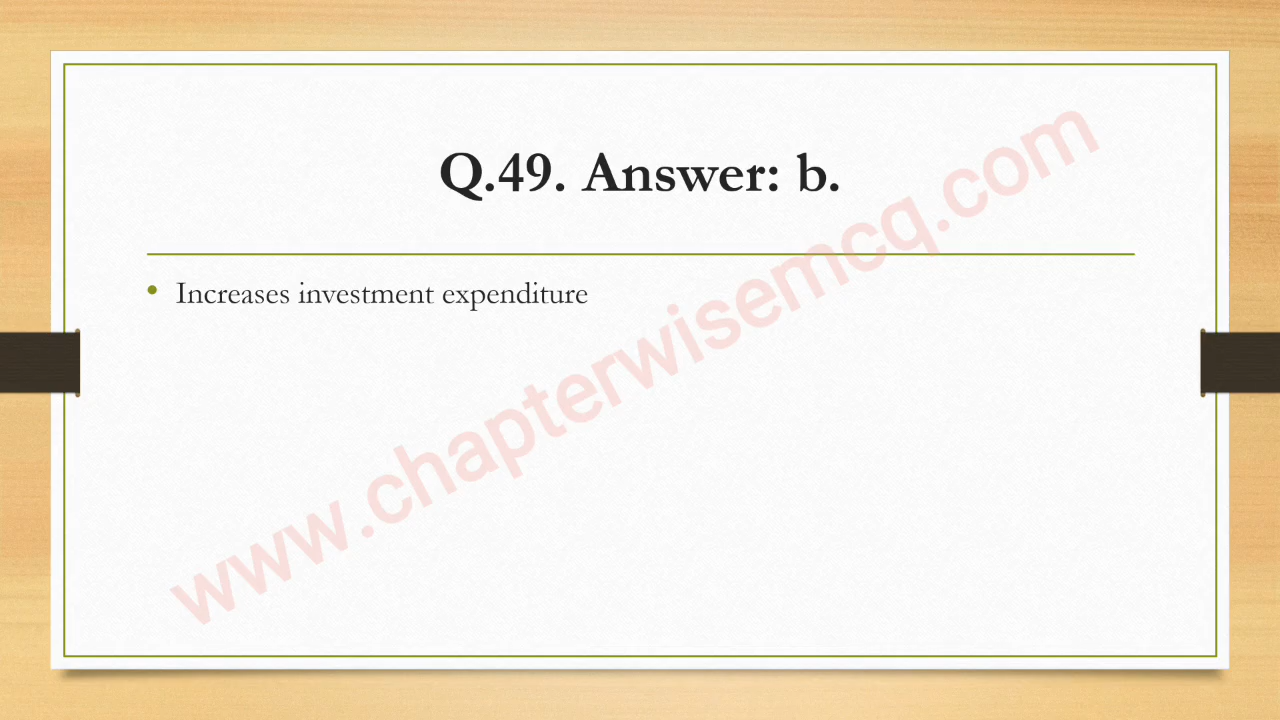 Q.49. Answer: b.
• Increases investment expenditure
www.chapterwisemcq.com